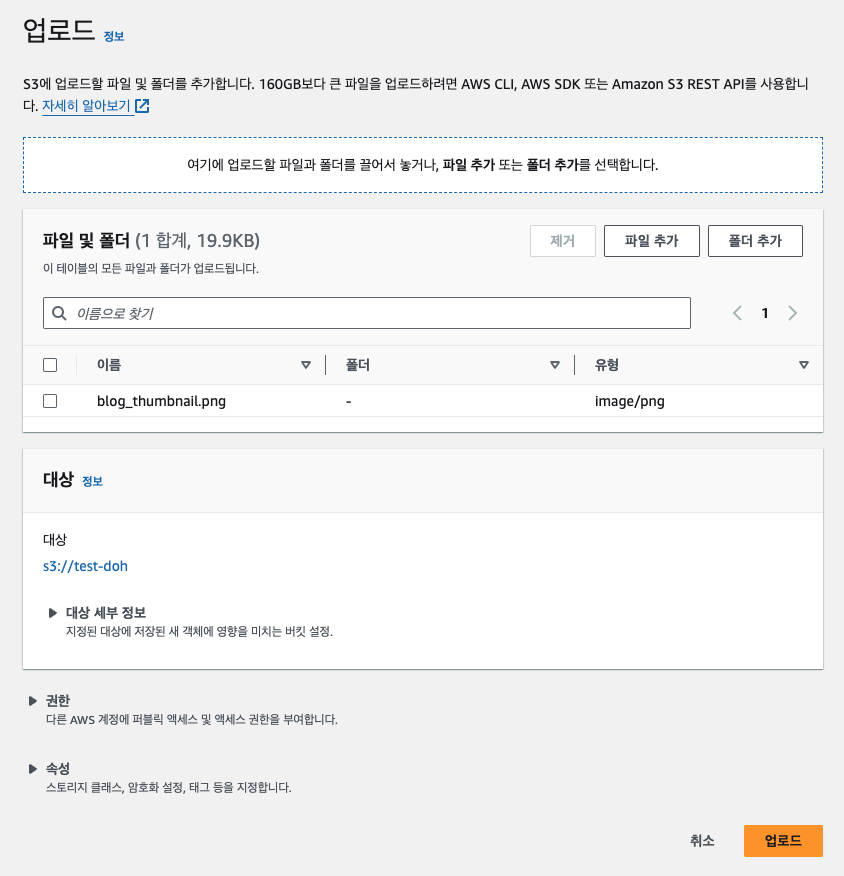 업로드 정보
S3에 업로드할 파일 및 폴더를 추가합니다. 160GB보다 큰 파일을 업로드하려면 AWS CLI, AWS SDK 또는 Amazon S3 REST API를 사용합니
다. 자세히 알아보기
여기에 업로드할 파일과 폴더를 끌어서 놓거나, 파일 추가 또는 폴더 추가를 선택합니다.
파일 및 폴더 (1 합계, 19.9KB)
제거 파일 추가 폴더 추가
이 테이블의 모든 파일과 폴더가 업로드됩니다.
이름으로 찾기
1
이름 폴더 유형
blog_thumbnail.png - image/png
대상 정보
대상
s3://test-doh
대상 세부 정보
지정된 대상에 저장된 새 객체에 영향을 미치는 버킷 설정.
권한
다른 AWS 계정에 퍼블릭 액세스 및 액세스 권한을 부여합니다.
속성
스토리지 클래스, 암호화 설정, 태그 등을 지정합니다.
취소 업로드